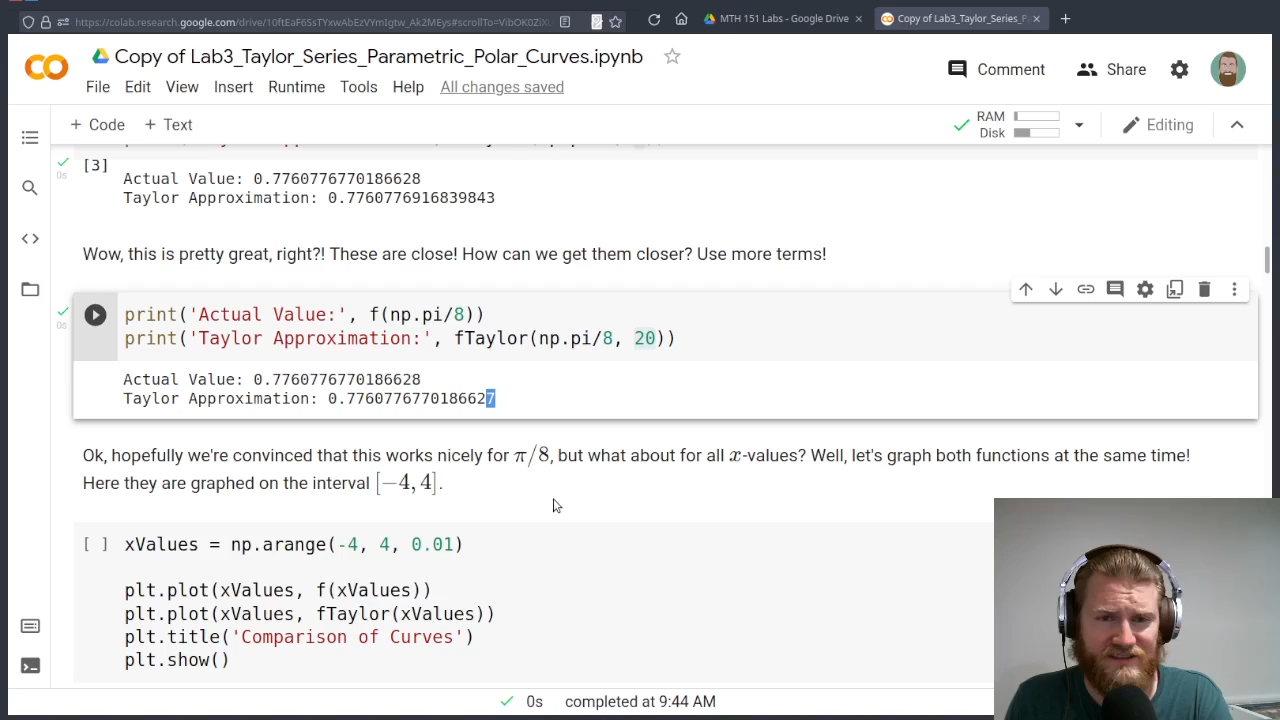 https://colab.research.google.com/drive/10ftEaF6SsTYxwAbEzVYmIgtw_Ak2MEys#scrollTo=VibOK0ZiXL
MTH 151 Labs - Google Drive
Copy of Lab3_Taylor_Series_P
Copy of Lab3_Taylor_Series_Parametric_Polar_Curves.ipynb
Comment
Share
File Edit View Insert Runtime Tools Help All changes saved
+ Code + Text
RAM
Disk
Editing
[3]
0s
Actual Value: 0.7760776770186628
Taylor Approximation: 0.7760776916839843
Wow, this is pretty great, right?! These are close! How can we get them closer? Use more terms!
print('Actual Value:', f(np.pi/8))
0s
print('Taylor Approximation:', fTaylor(np.pi/8, 20))
Actual Value: 0.7760776770186628
Taylor Approximation: 0.7760776770186627
Ok, hopefully we're convinced that this works nicely for π/8, but what about for all x-values? Well, let's graph both functions at the same time!
Here they are graphed on the interval [−4, 4].
[ ] xValues = np.arange(-4, 4, 0.01)
plt.plot(xValues, f(xValues))
plt.plot(xValues, fTaylor(xValues))
plt.title('Comparison of Curves')
plt.show()
0s completed at 9:44 AM